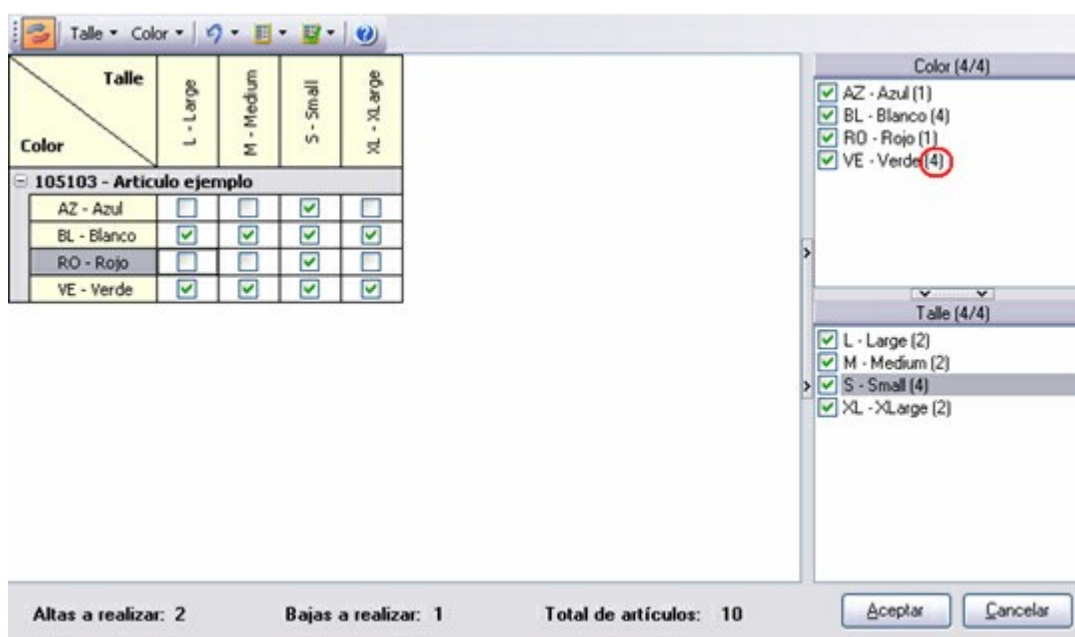 Talle Color
Talle
Color
L - Large
M - Medium
S - Small
XL - XLarge
105103 - Articulo ejemplo
AZ - Azul
BL - Blanco
RO - Rojo
VE - Verde
Color (4/4)
AZ - Azul (1)
BL - Blanco (4)
RO - Rojo (1)
VE - Verde (4)
Talle (4/4)
L - Large (2)
M - Medium (2)
S - Small (4)
XL - XLarge (2)
Altas a realizar: 2 Bajas a realizar: 1 Total de artículos: 10 Aceptar Cancelar